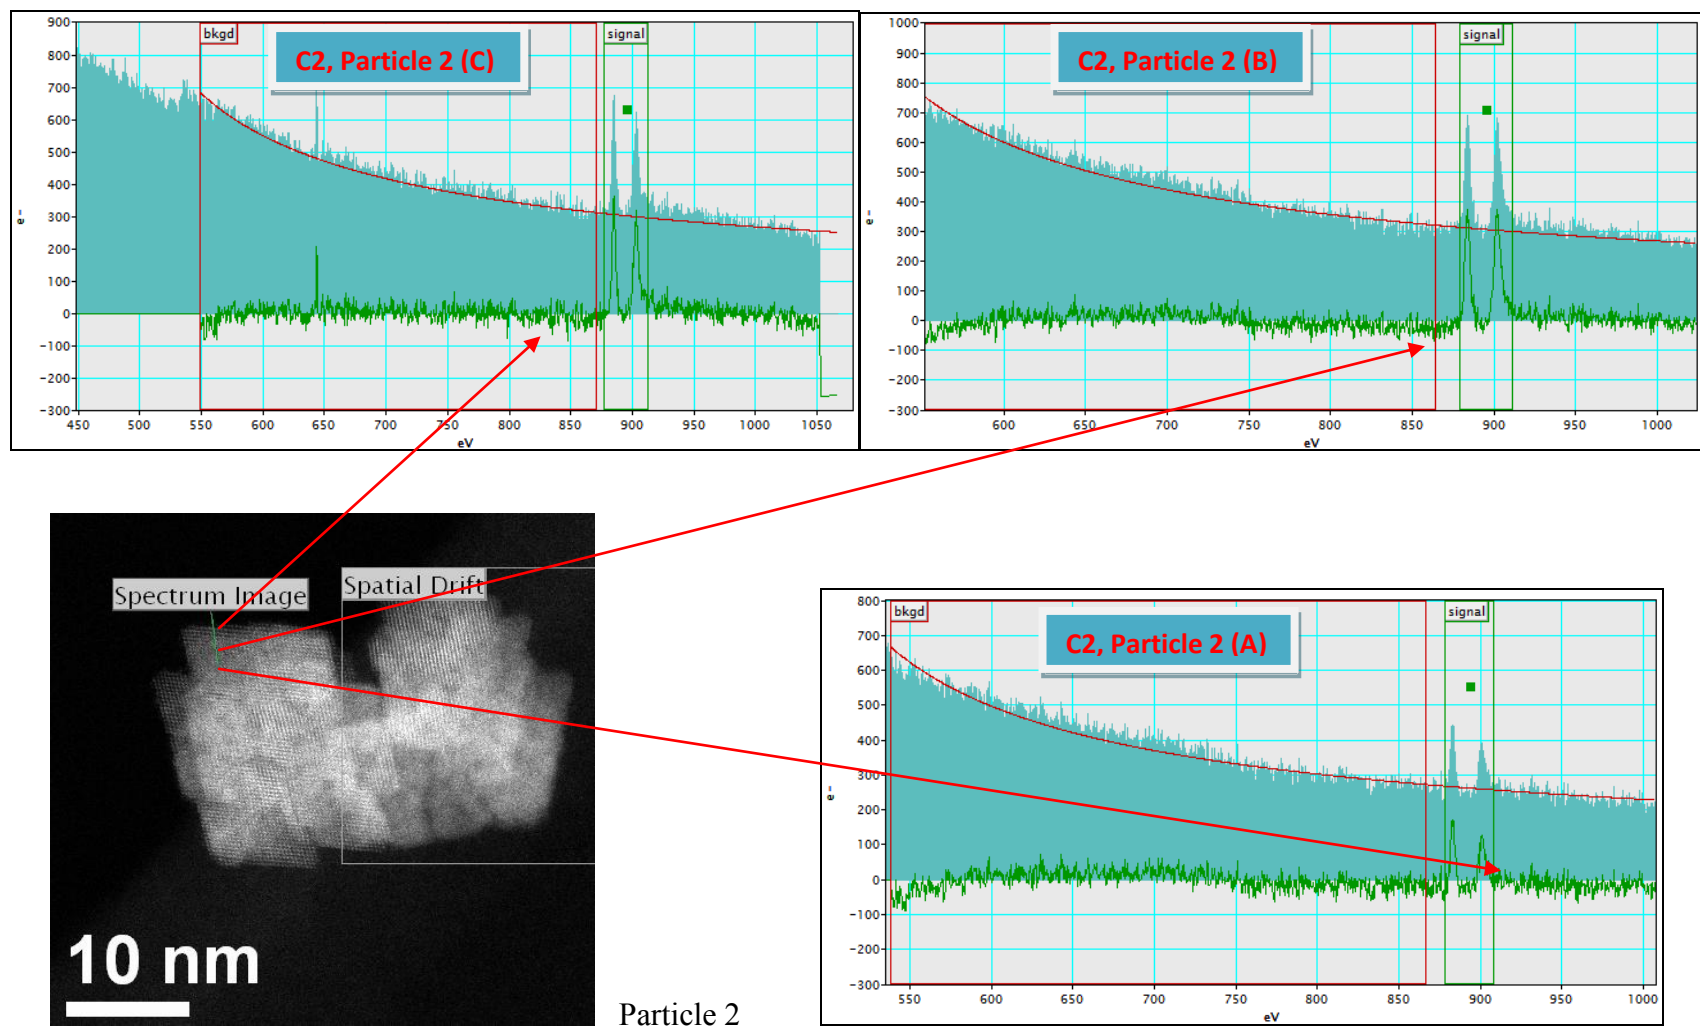 900
800
700
600
500
400
300
200
100
0
-100
-200
-300
e-
bkgd
C2, Particle 2 (C)
signal
450 500 550 600 650 700 750 800 850 900 950 1000 1050
eV
1000
900
800
700
600
500
400
300
200
100
0
-100
-200
-300
e-
C2, Particle 2 (B)
signal
600 650 700 750 800 850 900 950 1000
eV
Spectrum Image
Spatial Drift
10 nm
Particle 2
800
700
600
500
400
300
200
100
0
-100
-200
-300
e-
bkgd
C2, Particle 2 (A)
signal
550 600 650 700 750 800 850 900 950 1000
eV